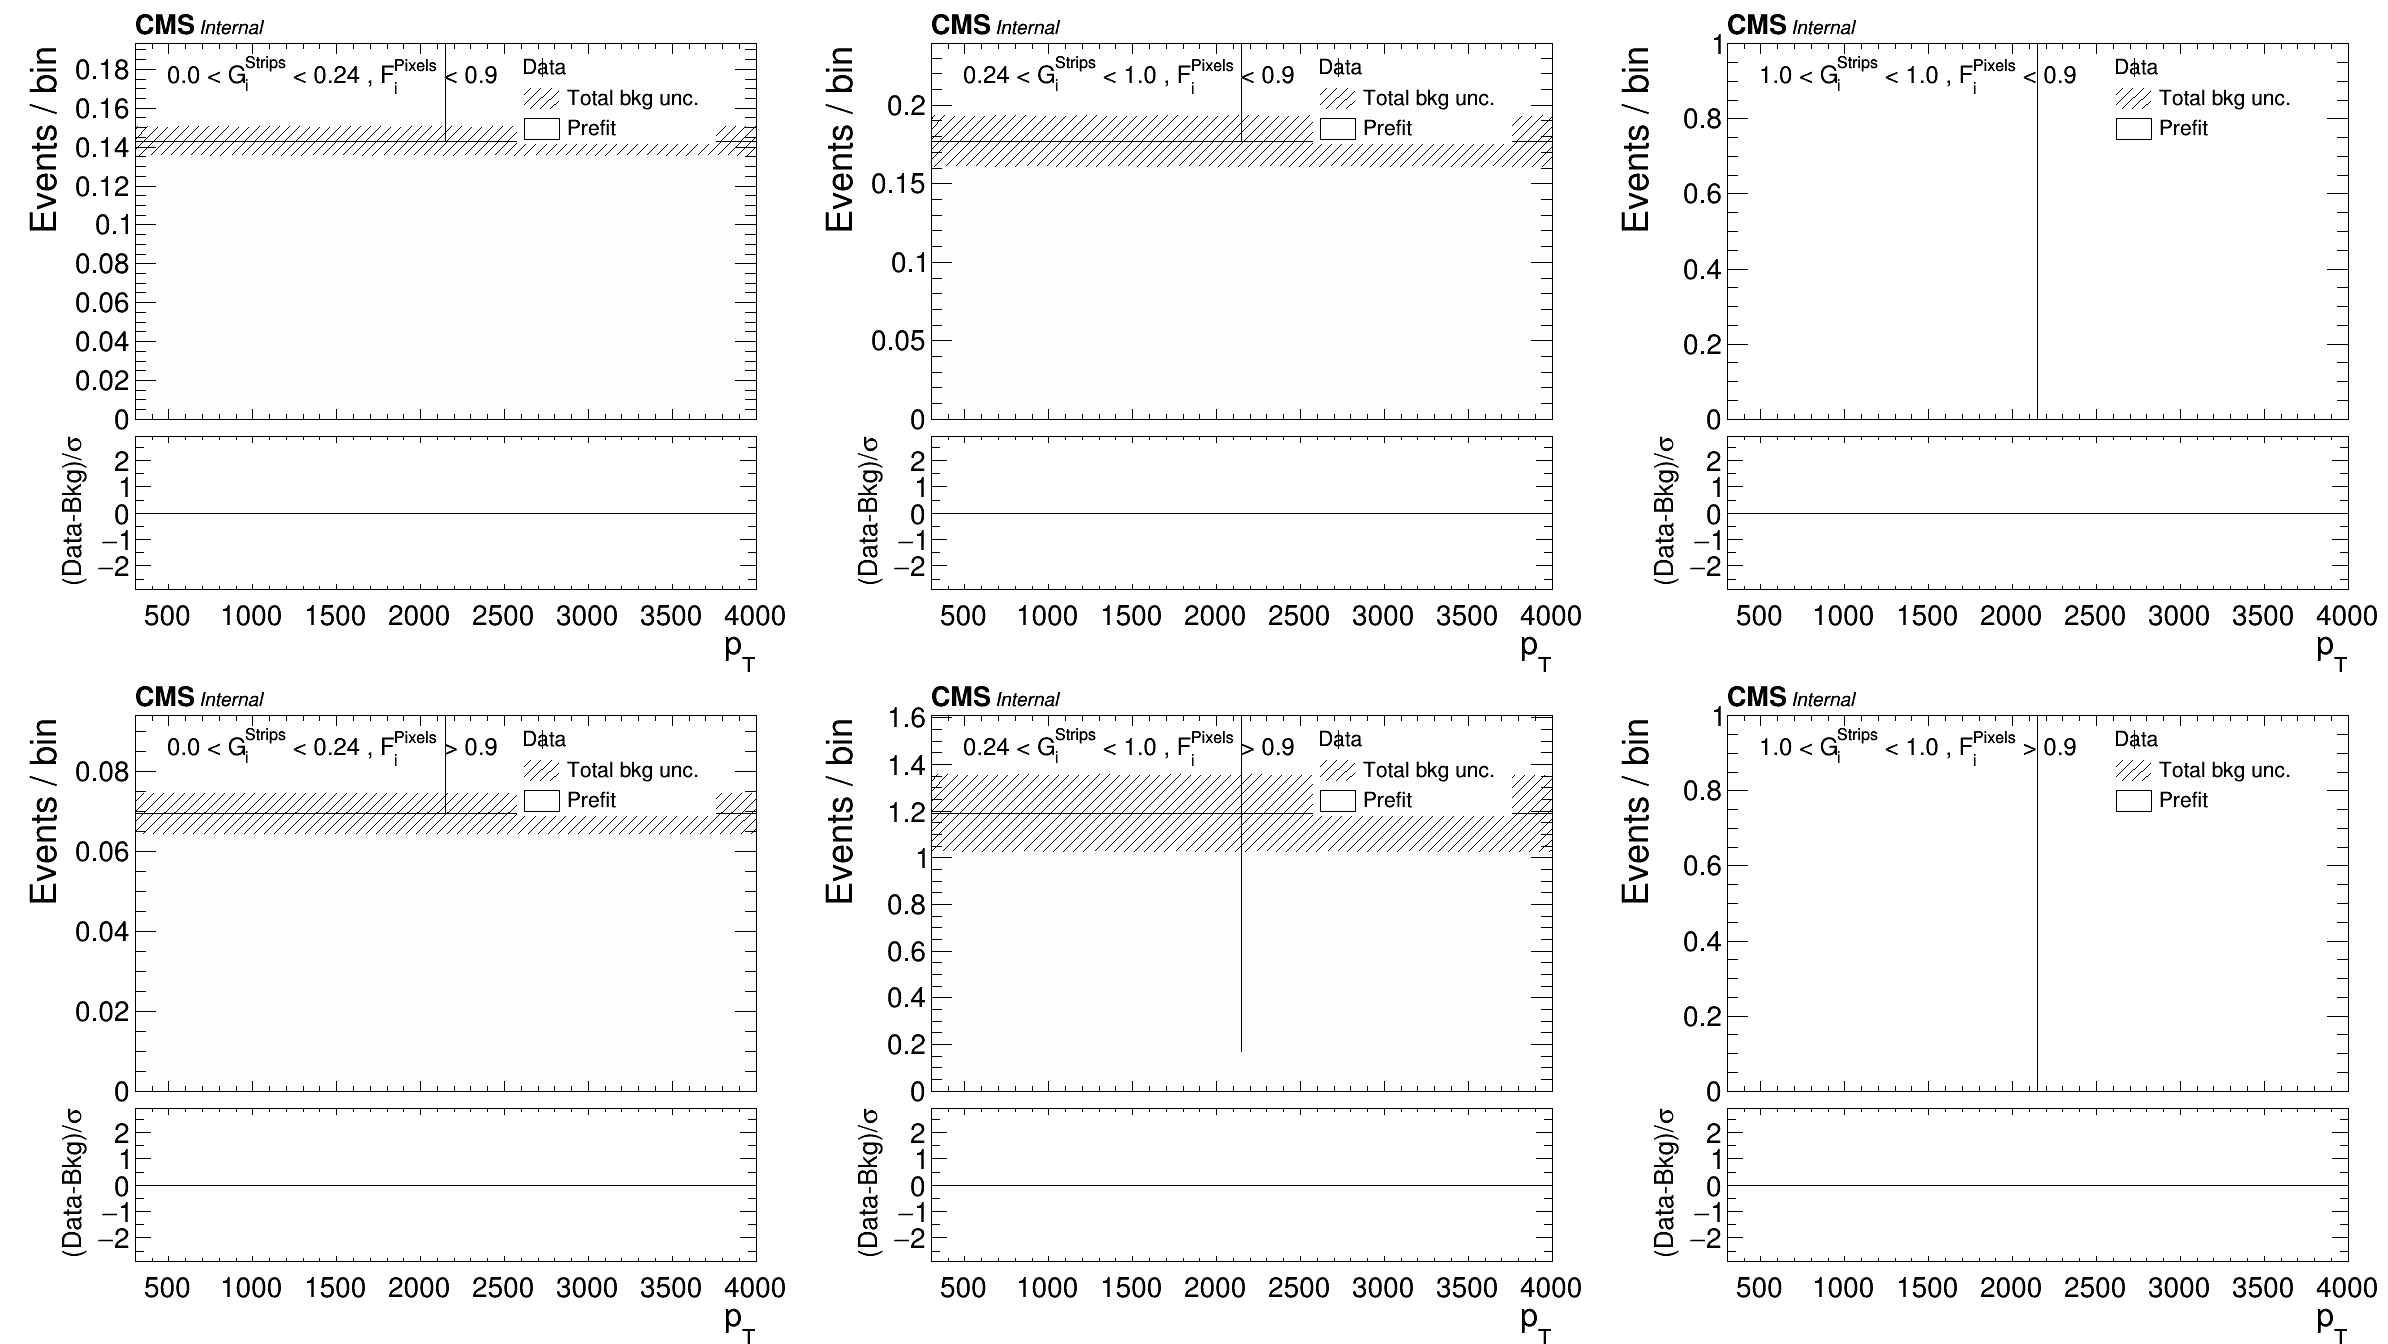 CMS Internal
Events / bin
0.0 < G_i^Strips < 0.24 , F_i^Pixels < 0.9
Data
Total bkg unc.
Prefit
0.18
0.16
0.14
0.12
0.1
0.08
0.06
0.04
0.02
0
(Data-Bkg)/σ
2
1
0
−1
−2
500 1000 1500 2000 2500 3000 3500 4000
p_T
CMS Internal
Events / bin
0.24 < G_i^Strips < 1.0 , F_i^Pixels < 0.9
Data
Total bkg unc.
Prefit
0.2
0.15
0.1
0.05
0
(Data-Bkg)/σ
2
1
0
−1
−2
500 1000 1500 2000 2500 3000 3500 4000
p_T
CMS Internal
Events / bin
1.0 < G_i^Strips < 1.0 , F_i^Pixels < 0.9
Data
Total bkg unc.
Prefit
1
0.8
0.6
0.4
0.2
0
(Data-Bkg)/σ
2
1
0
−1
−2
500 1000 1500 2000 2500 3000 3500 4000
p_T
CMS Internal
Events / bin
0.0 < G_i^Strips < 0.24 , F_i^Pixels > 0.9
Data
Total bkg unc.
Prefit
0.08
0.06
0.04
0.02
0
(Data-Bkg)/σ
2
1
0
−1
−2
500 1000 1500 2000 2500 3000 3500 4000
p_T
CMS Internal
Events / bin
0.24 < G_i^Strips < 1.0 , F_i^Pixels > 0.9
Data
Total bkg unc.
Prefit
1.6
1.4
1.2
1
0.8
0.6
0.4
0.2
0
(Data-Bkg)/σ
2
1
0
−1
−2
500 1000 1500 2000 2500 3000 3500 4000
p_T
CMS Internal
Events / bin
1.0 < G_i^Strips < 1.0 , F_i^Pixels > 0.9
Data
Total bkg unc.
Prefit
1
0.8
0.6
0.4
0.2
0
(Data-Bkg)/σ
2
1
0
−1
−2
500 1000 1500 2000 2500 3000 3500 4000
p_T